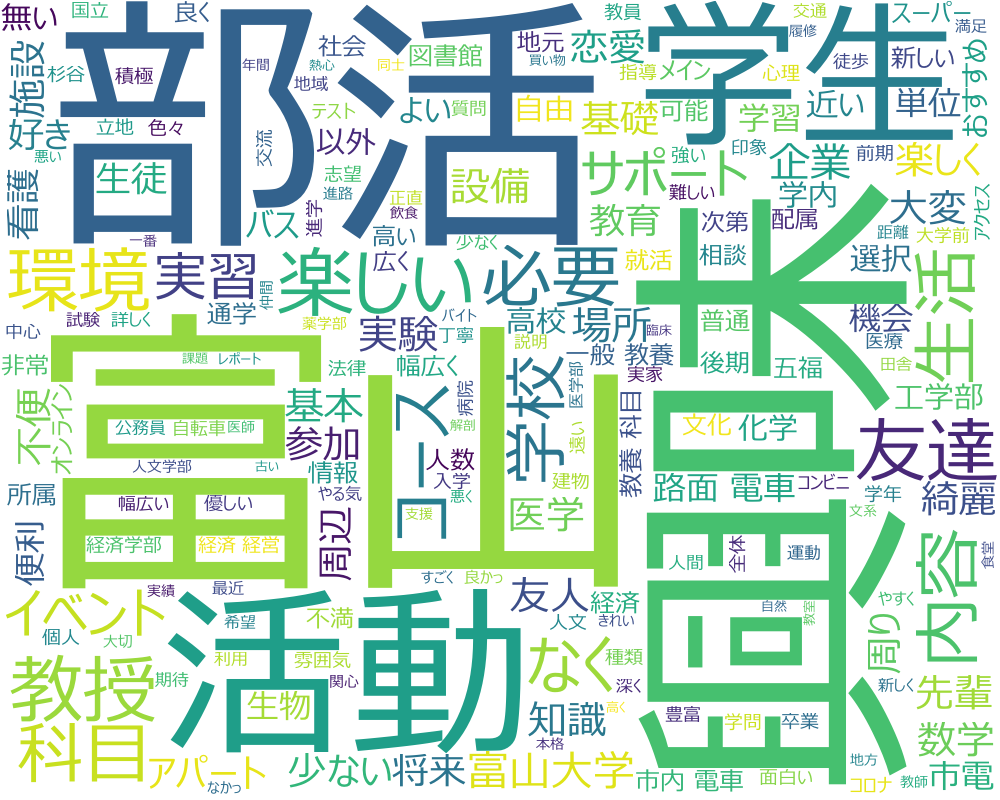 国立
無い
良く
部活
学生
大
富山
駅
活動
年間
熱心
同士
社会
地域
テスト
図書館
よい
質問
地元
買い物
自由
恋愛
指導
メイン
基礎
可能
交通
教員
履修
心理
学習
徒歩
近い
スーパー
新しい
満足
単位
おすすめ
杉谷
積極
好き
施設
立地
色々
悪い
看護
生徒
交流
以外
志望
進路
進学
正直
飲食
設備
サポート
教育
強い
印象
難しい
企業
学内
前期
楽しく
次第
配属
大変
アクセス
距離
大学前
一番
バス
高い
少なく
広く
環境
実習
楽しい
必要
就活
相談
選択
生活
仲間
通学
中心
試験
詳しく
薬学部
バイト
丁寧
実験
高校
場所
臨床
普通
機会
医療
非常
課題
レポート
法律
幅広く
説明
一般
教養
実家
後期
五福
田舎
不便
オンライン
基本
コース
病院
学校
医学部
遠い
教養 科目
工学部
公務員
自転車
医師
参加
解剖
文化
化学
友達
人文学部
古い
情報
人数
入学
建物
路面 電車
コンビニ
学年
綺麗
所属
幅広い
優しい
やる気
悪く
支援
医学
文系
便利
経済学部
経済 経営
周辺
人間
全体
運動
食堂
実績
最近
すごく
良かっ
イベント
希望
不満
友人
経済
人文
きれい
自然
教室
やすく
内容
個人
大切
利用
雰囲気
なく
種類
周り
教授
期待
生物
関心
深く
新しく
先輩
知識
高く
豊富
学問
卒業
科目
本格
数学
アパート
なかっ
少ない
将来
富山大学
市内 電車
面白い
コロナ
地方
教師
市電